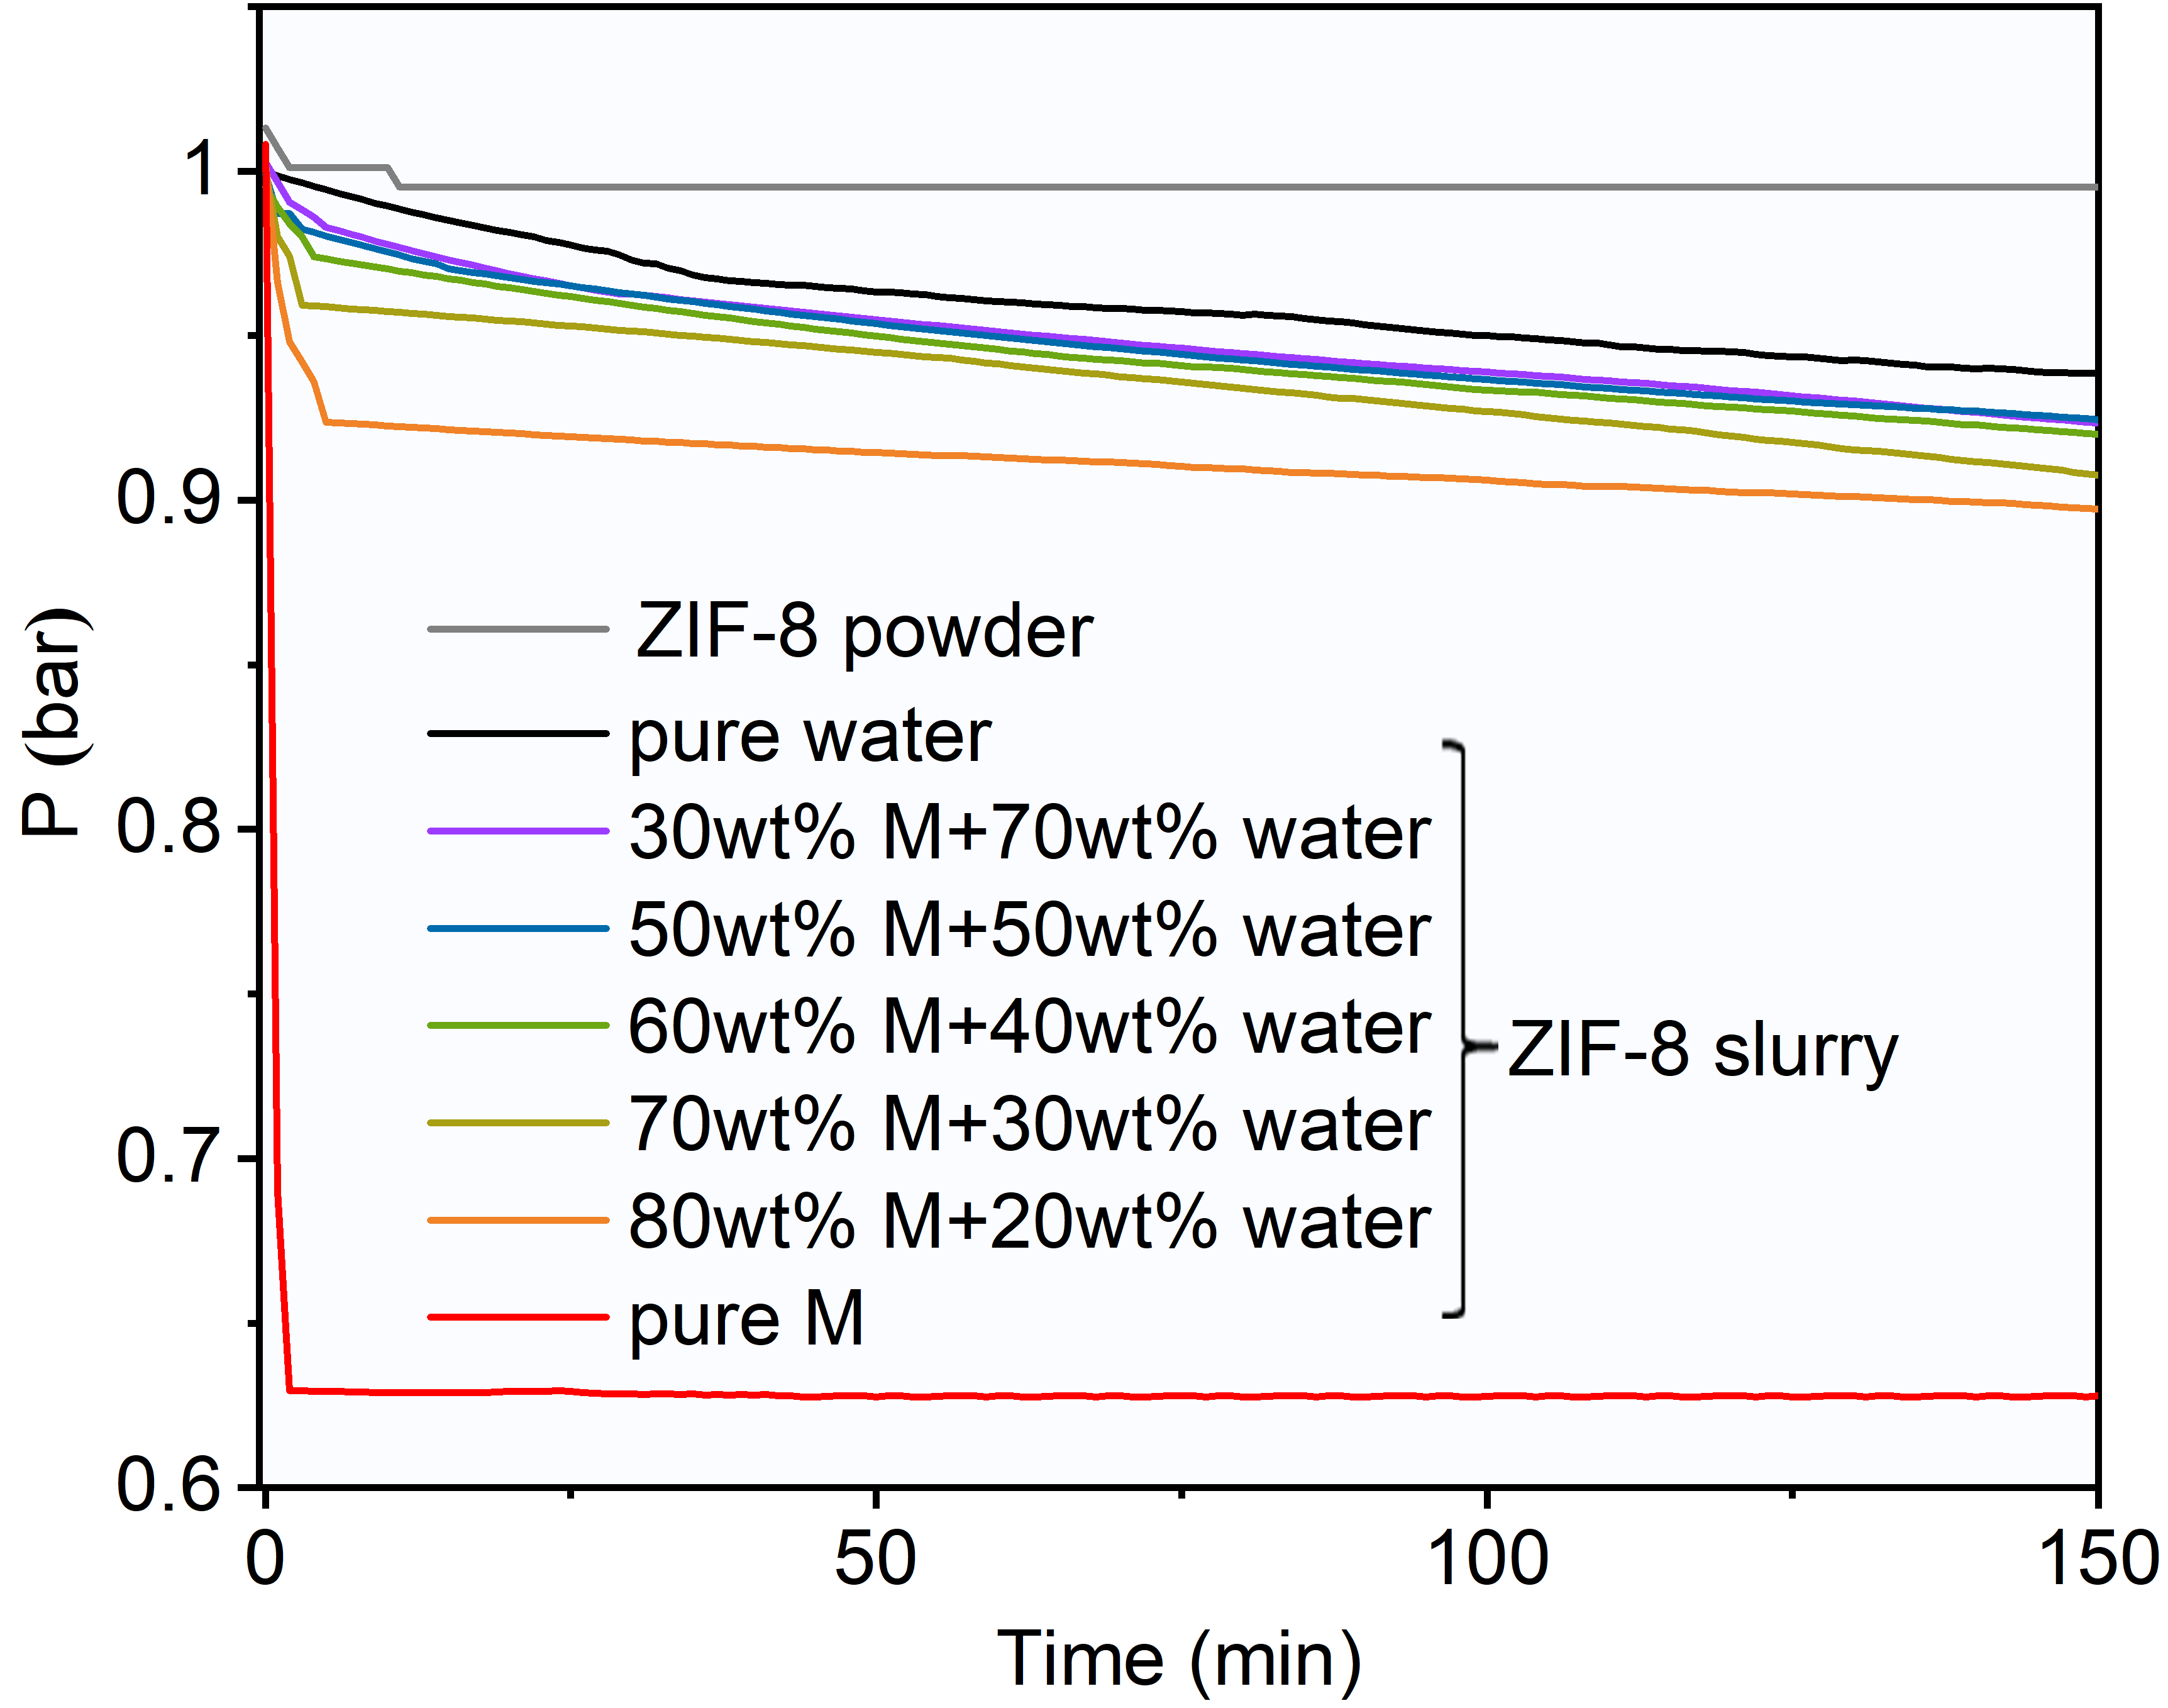 1
0.9
0.8
0.7
0.6
P (bar)
ZIF-8 powder
pure water
30wt% M+70wt% water
50wt% M+50wt% water
60wt% M+40wt% water
70wt% M+30wt% water
80wt% M+20wt% water
pure M
ZIF-8 slurry
0
50
100
150
Time (min)